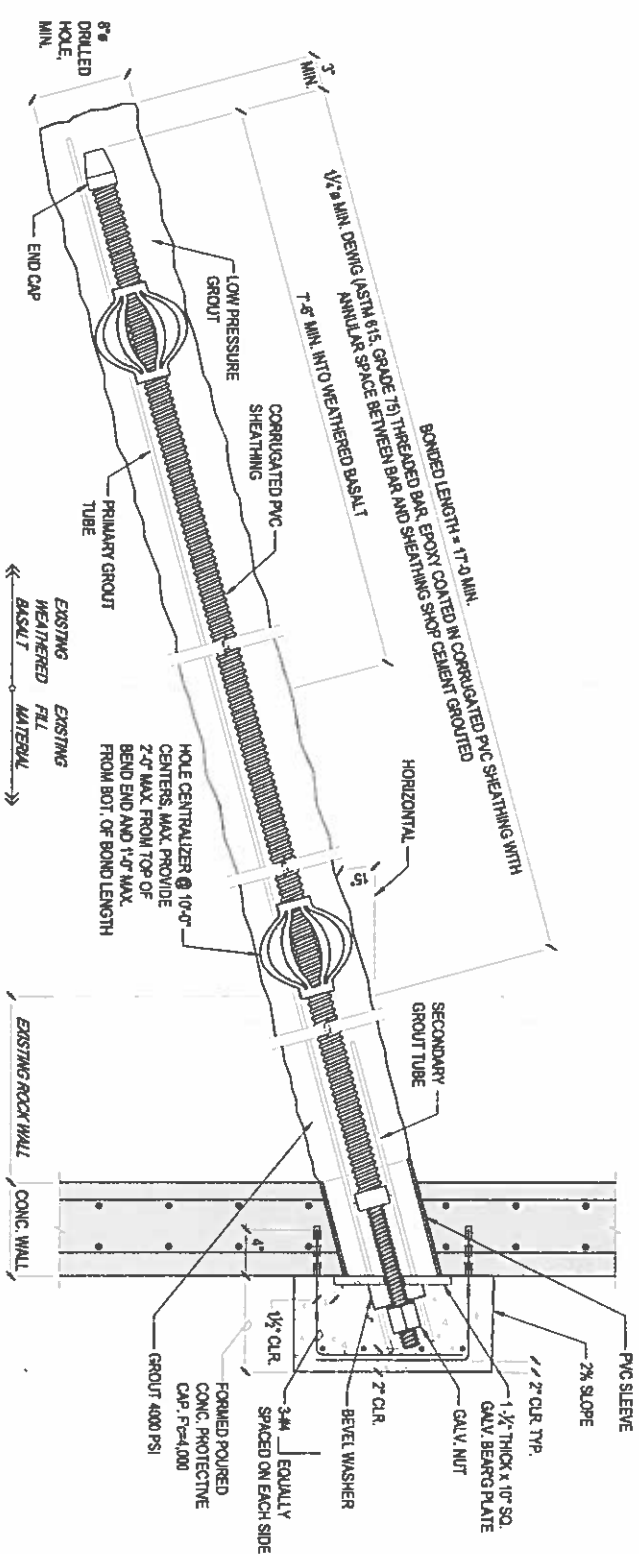 8"ø
DRILLED
HOLE,
MIN.
3"
MIN.
END CAP
LOW PRESSURE
GROUT
BONDED LENGTH = 17'-0 MIN.
1¼"ø MIN. DEWIG (ASTM 615, GRADE 75) THREADED BAR, EPOXY COATED IN CORRUGATED PVC SHEATHING WITH
ANNULAR SPACE BETWEEN BAR AND SHEATHING SHOP CEMENT GROUTED
7'-6" MIN. INTO WEATHERED BASALT
CORRUGATED PVC
SHEATHING
PRIMARY GROUT
TUBE
EXISTING
WEATHERED
BASALT
EXISTING
FILL
MATERIAL
HORIZONTAL
15°
HOLE CENTRALIZER @ 10'-0"
CENTERS, MAX. PROVIDE
2'-0" MAX. FROM TOP OF
BEND END AND 1'-0" MAX.
FROM BOT. OF BOND LENGTH
SECONDARY
GROUT TUBE
EXISTING ROCK WALL
CONC. WALL
PVC SLEEVE
2% SLOPE
2" CLR. TYP.
THICK x 10" SQ.
GALV. BEAR'G PLATE
GALV. NUT
2" CLR.
BEVEL WASHER
3-#4 EQUALLY
SPACED ON EACH SIDE
4"
1½" CLR.
FORMED POURED
CONC. PROTECTIVE
CAP, F'c=4,000
GROUT 4000 PSI